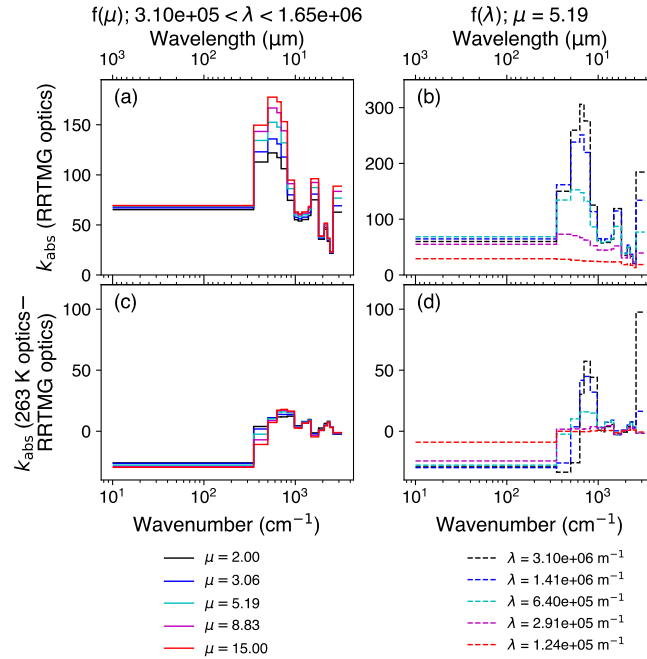 f(μ); 3.10e+05 < λ < 1.65e+06
f(λ); μ = 5.19
Wavelength (μm)
Wavelength (μm)
10³ 10² 10¹
10³ 10² 10¹
(a)
(b)
k_abs (RRTMG optics)
150
100
50
0
k_abs (RRTMG optics)
300
200
100
0
(c)
(d)
k_abs (263 K optics−
RRTMG optics)
100
50
0
100
50
0
10¹ 10² 10³
10¹ 10² 10³
Wavenumber (cm⁻¹)
Wavenumber (cm⁻¹)
μ = 2.00
μ = 3.06
μ = 5.19
μ = 8.83
μ = 15.00
λ = 3.10e+06 m⁻¹
λ = 1.41e+06 m⁻¹
λ = 6.40e+05 m⁻¹
λ = 2.91e+05 m⁻¹
λ = 1.24e+05 m⁻¹